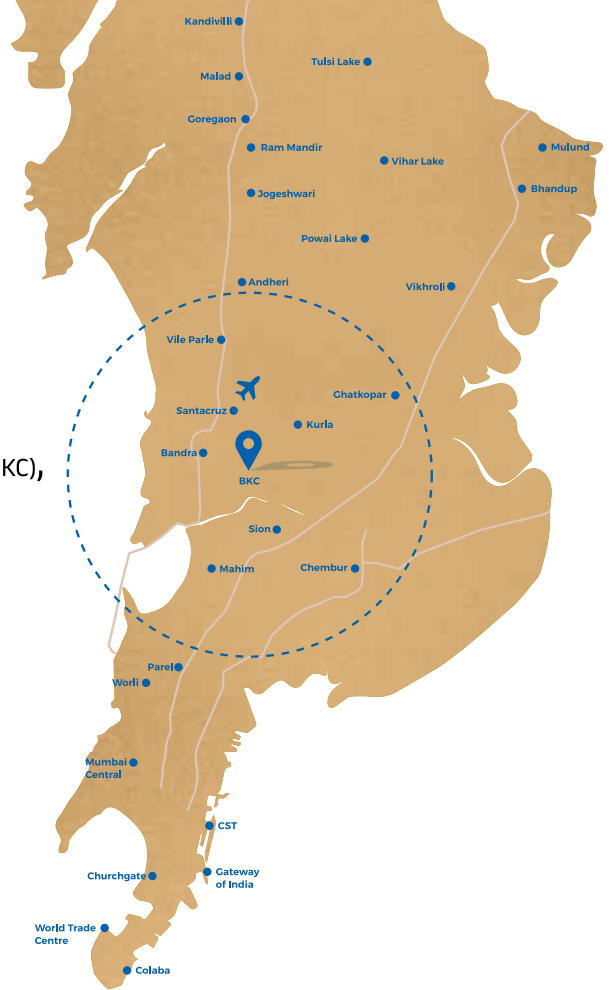 Kandivilli
Tulsi Lake
Malad
Goregaon
Ram Mandir
Mulund
Vihar Lake
Bhandup
Jogeshwari
Powai Lake
Andheri
Vikhroli
Vile Parle
Ghatkopar
Santacruz
Kurla
Bandra
KC),
BKC
Sion
Mahim
Chembur
Parel
Worli
Mumbai
Central
CST
Gateway
of India
Churchgate
World Trade
Centre
Colaba